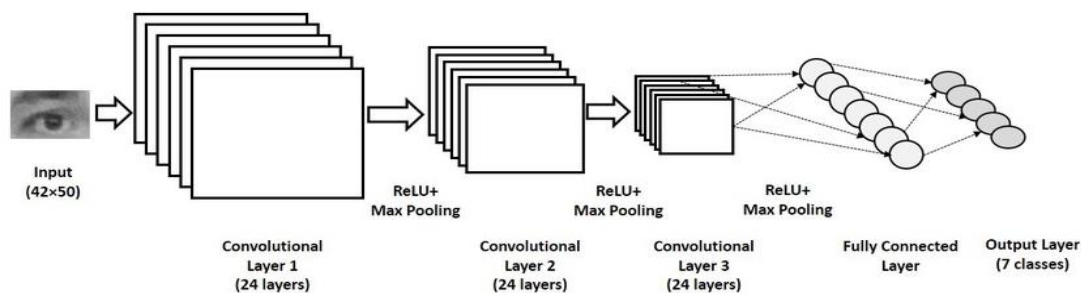 Input
(42×50)
ReLU+
Max Pooling
ReLU+
Max Pooling
ReLU+
Max Pooling
Convolutional
Layer 1
(24 layers)
Convolutional
Layer 2
(24 layers)
Convolutional
Layer 3
(24 layers)
Fully Connected
Layer
Output Layer
(7 classes)